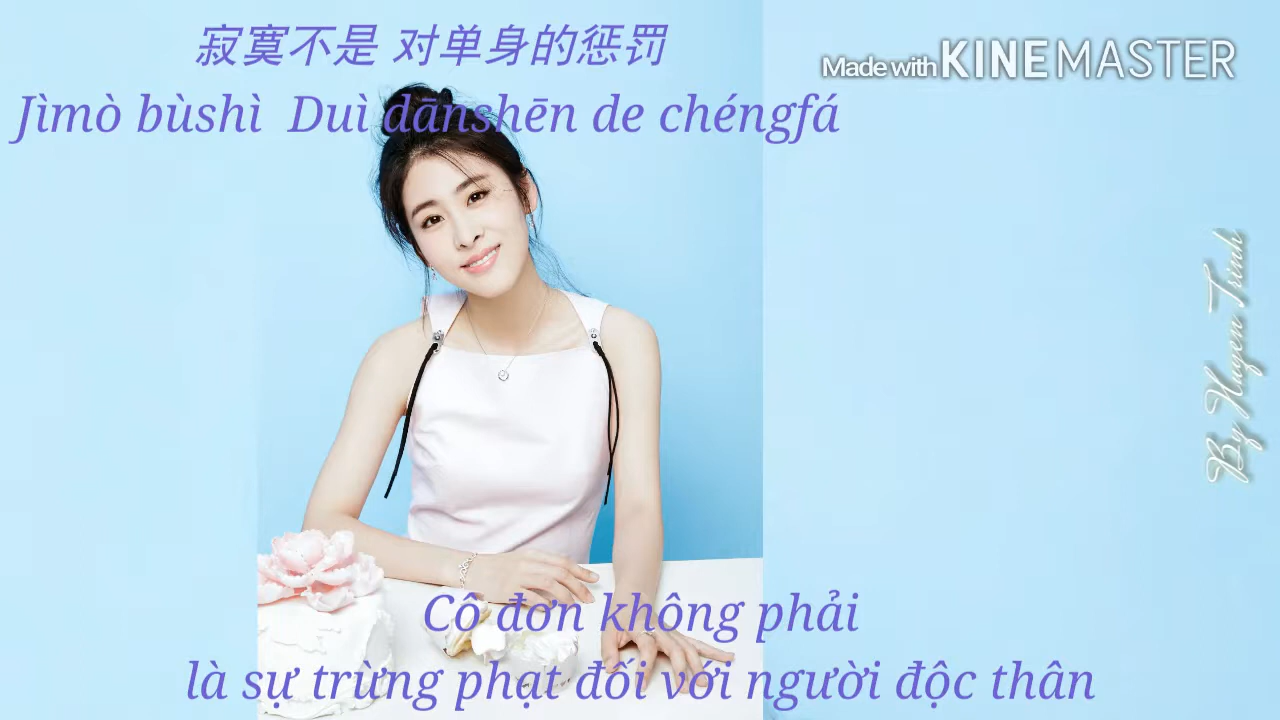 寂寞不是 对单身的惩罚
Made with KINEMASTER
Jìmò bùshì Duì dānshēn de chéngfá
By Huyen Trinh
Cô đơn không phải
là sự trừng phạt đối với người độc thân